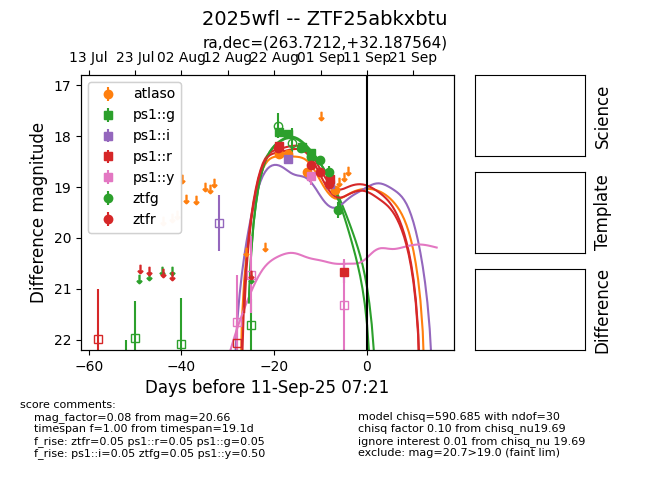 2025wfl -- ZTF25abkxbtu
ra,dec=(263.7212,+32.187564)
13 Jul 23 Jul 02 Aug 12 Aug 22 Aug 01 Sep 11 Sep 21 Sep
17
18
19
20
21
22
Difference magnitude
atlaso
ps1::g
ps1::i
ps1::r
ps1::y
ztfg
ztfr
−60 −40 −20 0
Days before 11-Sep-25 07:21
Science
Template
Difference
score comments:
mag_factor=0.08 from mag=20.66
timespan f=1.00 from timespan=19.1d
f_rise: ztfr=0.05 ps1::r=0.05 ps1::g=0.05
f_rise: ps1::i=0.05 ztfg=0.05 ps1::y=0.50
model chisq=590.685 with ndof=30
chisq factor 0.10 from chisq_nu19.69
ignore interest 0.01 from chisq_nu 19.69
exclude: mag=20.7>19.0 (faint lim)